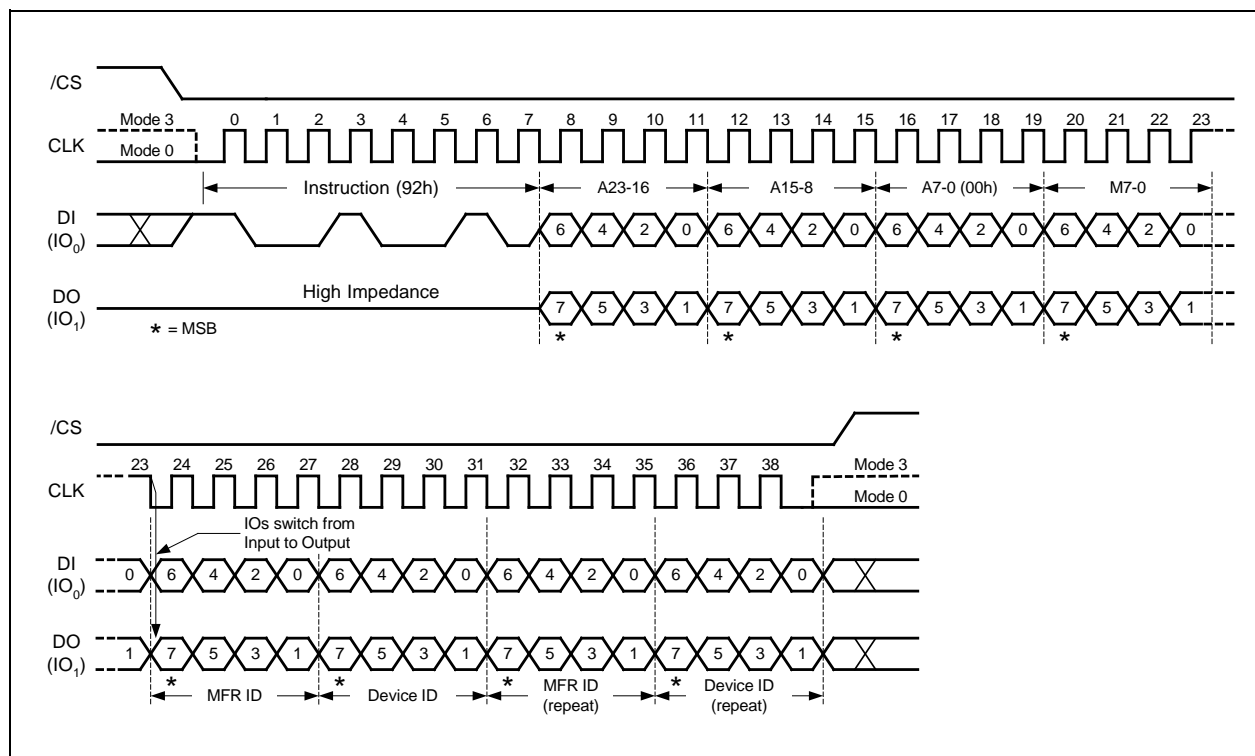 /CS
Mode 3 0 1 2 3 4 5 6 7 8 9 10 11 12 13 14 15 16 17 18 19 20 21 22 23
CLK
Mode 0
Instruction (92h) A23-16 A15-8 A7-0 (00h) M7-0
DI
(IO0) 6 4 2 0 6 4 2 0 6 4 2 0 6 4 2 0
High Impedance
DO
(IO1) 7 5 3 1 7 5 3 1 7 5 3 1 7 5 3 1
* = MSB * * * *
/CS
23 24 25 26 27 28 29 30 31 32 33 34 35 36 37 38 Mode 3
CLK
Mode 0
IOs switch from
Input to Output
DI
(IO0) 0 6 4 2 0 6 4 2 0 6 4 2 0 6 4 2 0
DO
(IO1) 1 7 5 3 1 7 5 3 1 7 5 3 1 7 5 3 1
* * * *
MFR ID Device ID MFR ID
(repeat) Device ID
(repeat)